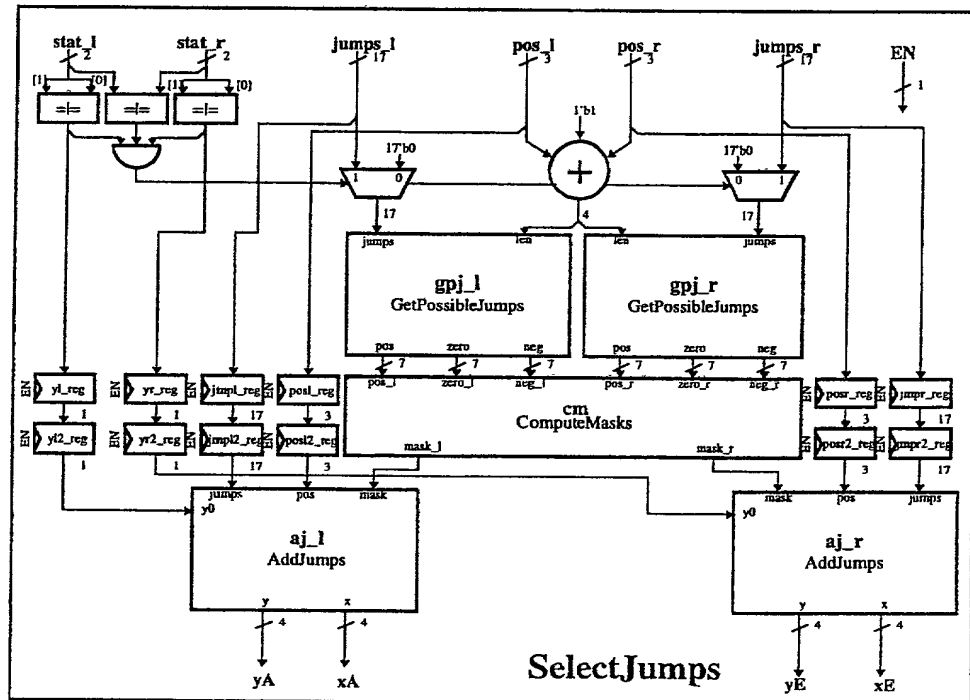 stat_l stat_r jumps_l pos_l pos_r jumps_r EN
2 2 17 3 3 17 1
[1] [0] [1] [0]
=|= =|= =|=
1'b1
17'b0 17'b0
1 0 + 0 1
17 4 17
jumps len len jumps
gpj_l gpj_r
GetPossibleJumps GetPossibleJumps
pos zero neg pos zero neg
7 7 7 7 7 7
pos_l zero_l neg_l pos_r zero_r neg_r
EN yl_reg EN yr_reg EN jmpl_reg EN posl_reg EN posr_reg EN jmpr_reg
cm
ComputeMasks
1 1 17 3 3 17
EN yl2_reg EN yr2_reg EN jmpl2_reg EN posl2_reg EN posr2_reg EN jmpr2_reg
mask_l mask_r
1 1 17 3 3 17
jumps pos mask mask pos jumps
y0 y0
aj_l aj_r
AddJumps AddJumps
y x y x
4 4 4 4
yA xA SelectJumps yE xE